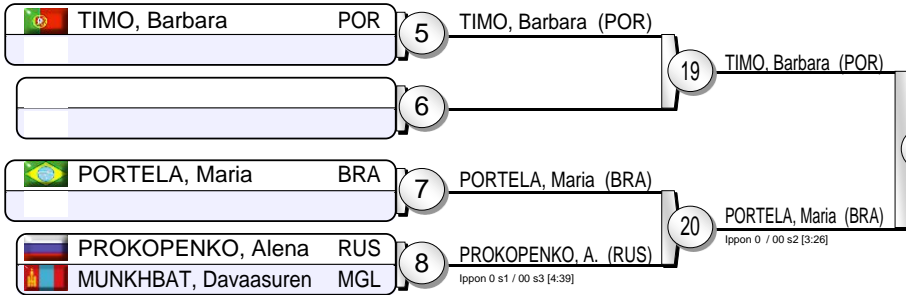 TIMO, Barbara POR
5
TIMO, Barbara (POR)
19
TIMO, Barbara (POR)
6
PORTELA, Maria BRA
7
PORTELA, Maria (BRA)
20
PORTELA, Maria (BRA)
Ippon 0 / 00 s2 [3:26]
PROKOPENKO, Alena RUS
MUNKHBAT, Davaasuren MGL
8
PROKOPENKO, A. (RUS)
Ippon 0 s1 / 00 s3 [4:39]